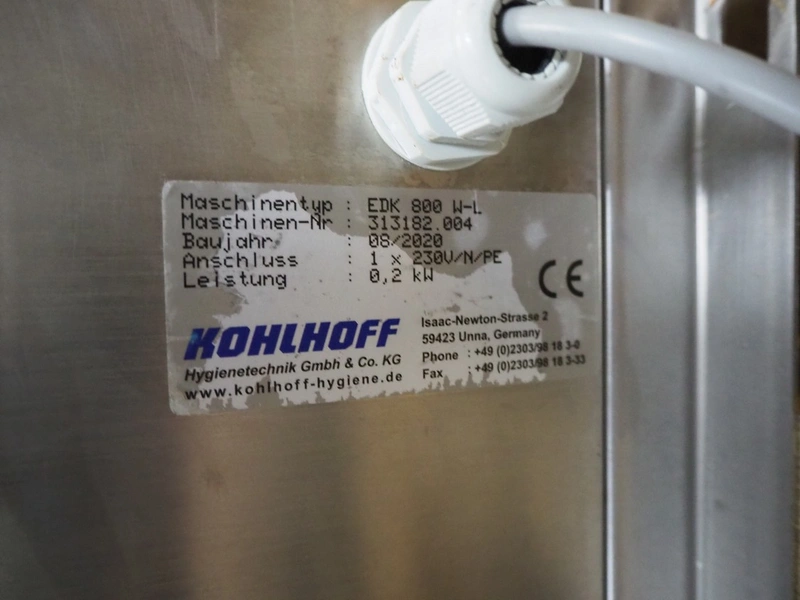 Maschinentyp : EDK 800 W-L
Maschinen-Nr : 313182.004
Baujahr : 08/2020
Anschluss : 1 x 230V/N/PE
Leistung : 0,2 kW
CE
KOHLHOFF
Hygienetechnik GmbH & Co. KG
www.kohlhoff-hygiene.de
Isaac-Newton-Strasse 2
59423 Unna, Germany
Phone : +49 (0)2303/98 18 3-0
Fax : +49 (0)2303/98 18 3-33